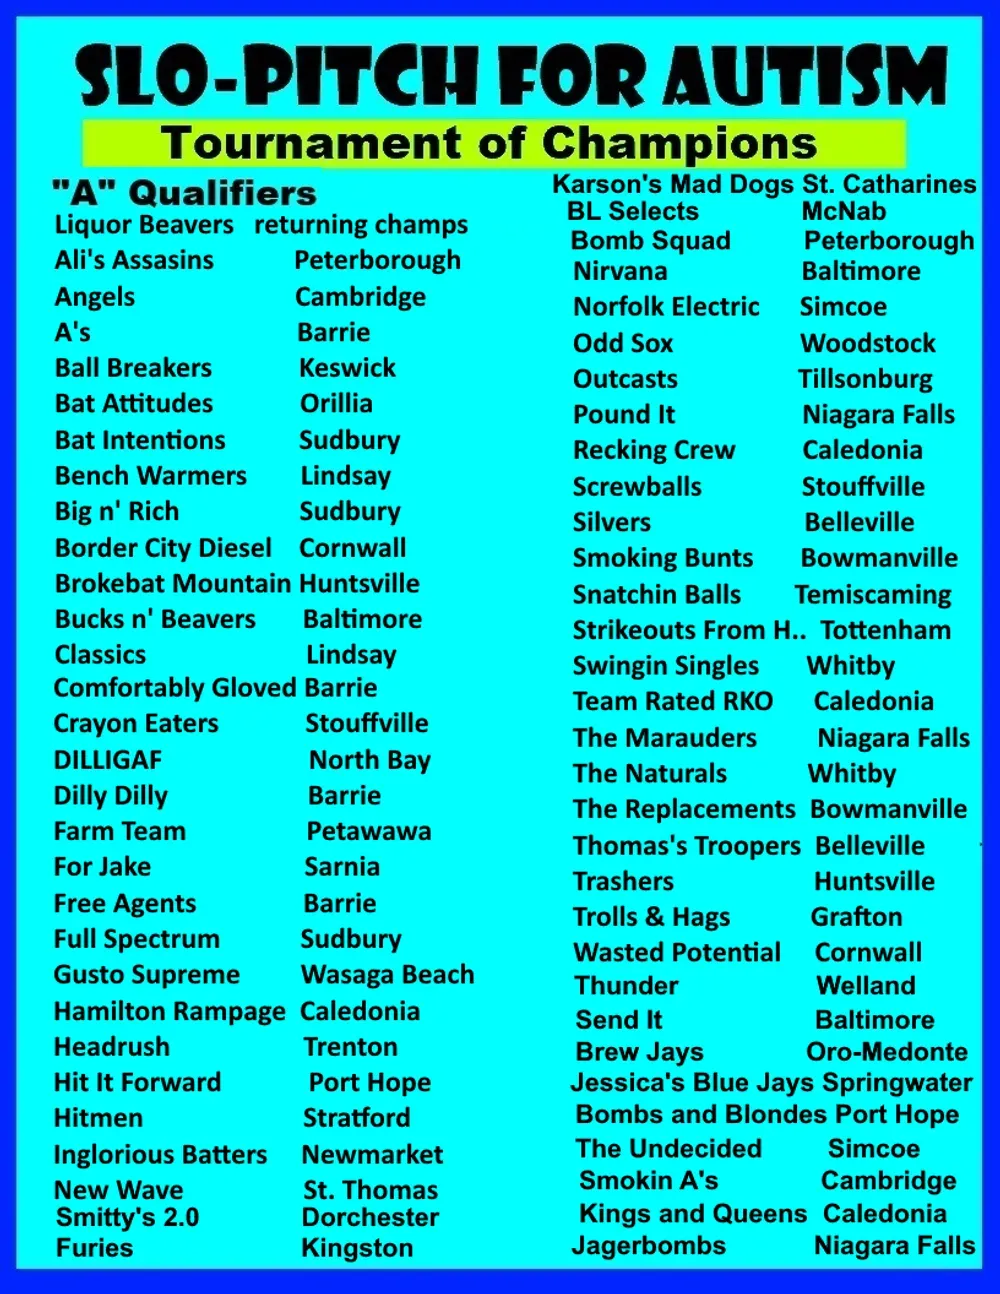 SLO-PITCH FOR AUTISM
Tournament of Champions
"A" Qualifiers
Liquor Beavers returning champs
Ali's Assasins Peterborough
Angels Cambridge
A's Barrie
Ball Breakers Keswick
Bat Attitudes Orillia
Bat Intentions Sudbury
Bench Warmers Lindsay
Big n' Rich Sudbury
Border City Diesel Cornwall
Brokebat Mountain Huntsville
Bucks n' Beavers Baltimore
Classics Lindsay
Comfortably Gloved Barrie
Crayon Eaters Stouffville
DILLIGAF North Bay
Dilly Dilly Barrie
Farm Team Petawawa
For Jake Sarnia
Free Agents Barrie
Full Spectrum Sudbury
Gusto Supreme Wasaga Beach
Hamilton Rampage Caledonia
Headrush Trenton
Hit It Forward Port Hope
Hitmen Stratford
Inglorious Batters Newmarket
New Wave St. Thomas
Smitty's 2.0 Dorchester
Furies Kingston
Karson's Mad Dogs St. Catharines
BL Selects McNab
Bomb Squad Peterborough
Nirvana Baltimore
Norfolk Electric Simcoe
Odd Sox Woodstock
Outcasts Tillsonburg
Pound It Niagara Falls
Recking Crew Caledonia
Screwballs Stouffville
Silvers Belleville
Smoking Bunts Bowmanville
Snatchin Balls Temiscaming
Strikeouts From H.. Tottenham
Swingin Singles Whitby
Team Rated RKO Caledonia
The Marauders Niagara Falls
The Naturals Whitby
The Replacements Bowmanville
Thomas's Troopers Belleville
Trashers Huntsville
Trolls & Hags Grafton
Wasted Potential Cornwall
Thunder Welland
Send It Baltimore
Brew Jays Oro-Medonte
Jessica's Blue Jays Springwater
Bombs and Blondes Port Hope
The Undecided Simcoe
Smokin A's Cambridge
Kings and Queens Caledonia
Jagerbombs Niagara Falls